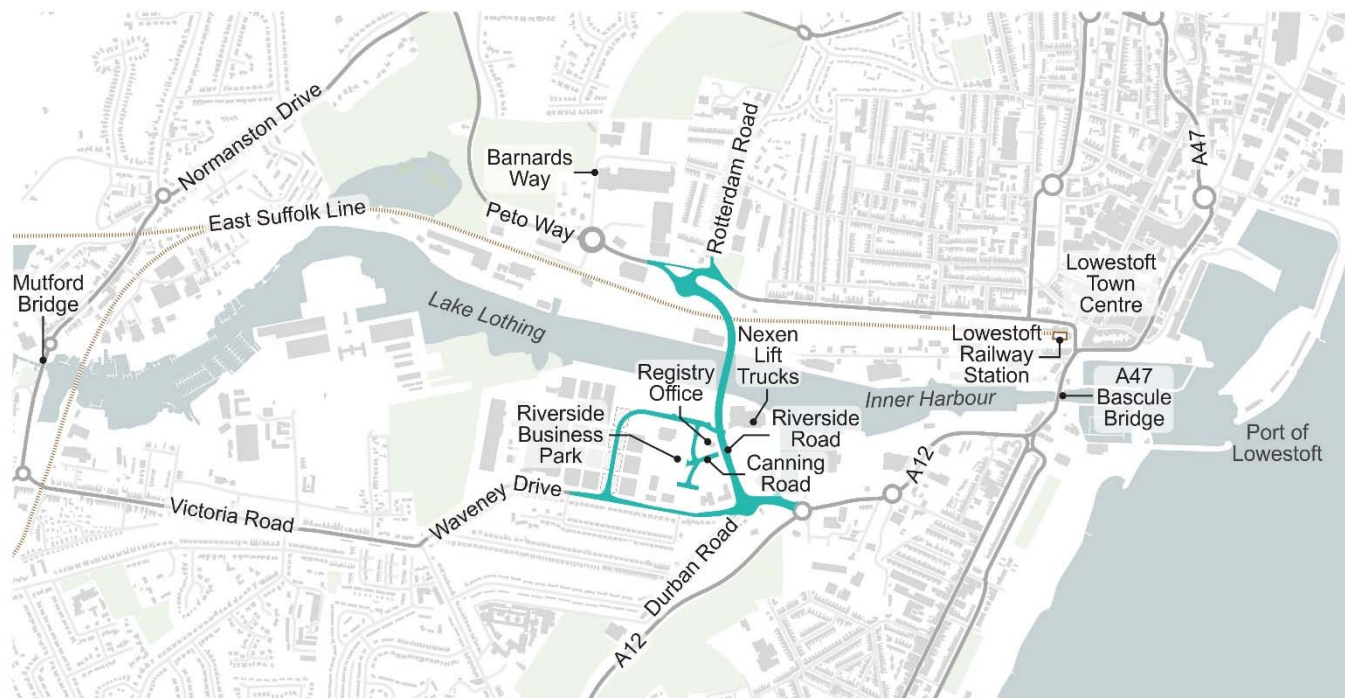 Normanston Drive
A47
Barnards
Way
Rotterdam Road
East Suffolk Line
Peto Way
Mutford
Bridge
Lake Lothing
Lowestoft
Town
Centre
Nexen
Lift
Trucks
Lowestoft
Railway
Station
Registry
Office
A47
Bascule
Bridge
Inner Harbour
Riverside
Business
Park
Riverside
Road
Canning
Road
Port of
Lowestoft
A12
Waveney Drive
Victoria Road
Durban Road
A12